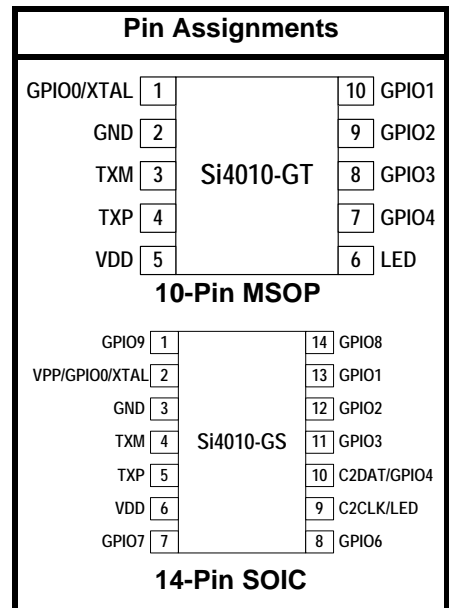 Pin Assignments
GPIO0/XTAL 1 10 GPIO1
GND 2 9 GPIO2
TXM 3 Si4010-GT 8 GPIO3
TXP 4 7 GPIO4
VDD 5 6 LED
10-Pin MSOP
GPIO9 1 14 GPIO8
VPP/GPIO0/XTAL 2 13 GPIO1
GND 3 12 GPIO2
TXM 4 Si4010-GS 11 GPIO3
TXP 5 10 C2DAT/GPIO4
VDD 6 9 C2CLK/LED
GPIO7 7 8 GPIO6
14-Pin SOIC